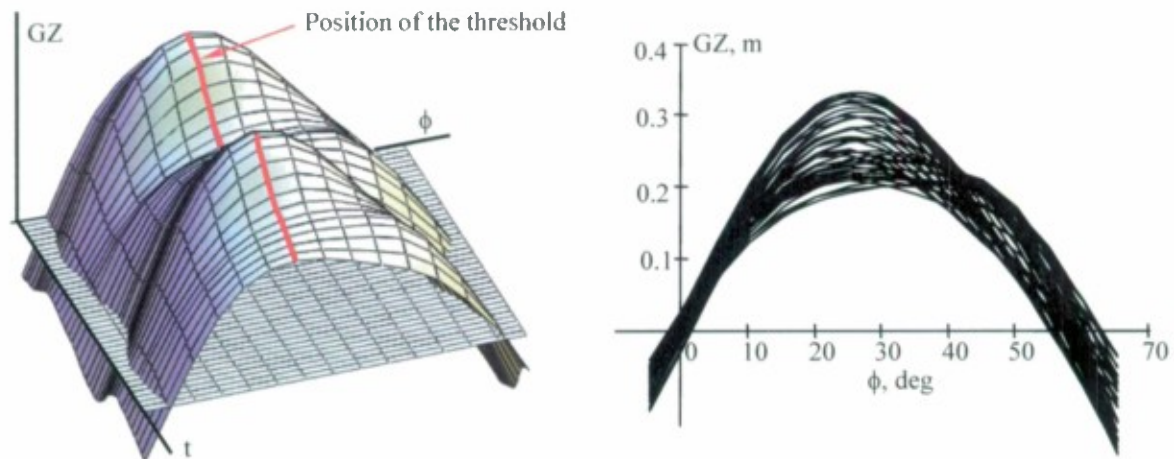 GZ
Position of the threshold
ϕ
t
GZ, m
0.4
0.3
0.2
0.1
0 10 20 30 40 50 60 70
ϕ, deg